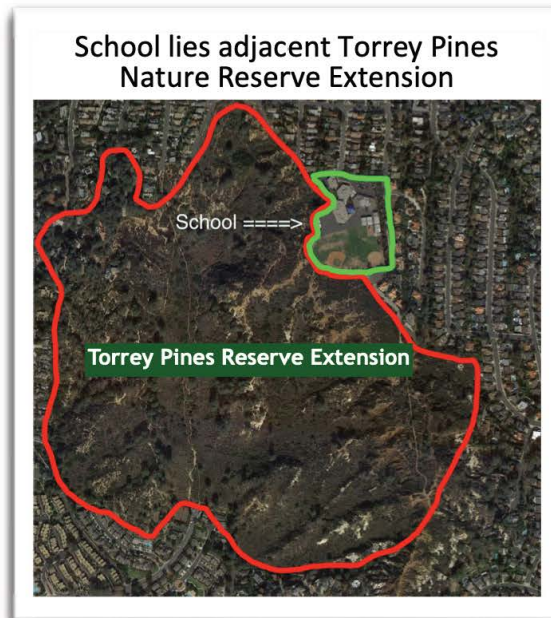 School lies adjacent Torrey Pines
Nature Reserve Extension
School ====>
Torrey Pines Reserve Extension